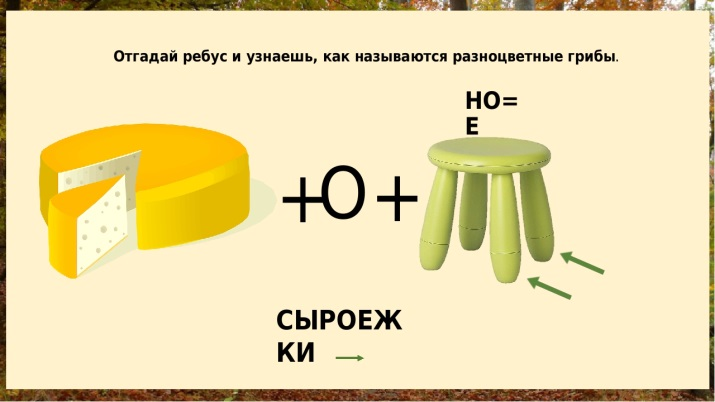 Отгадай ребус и узнаешь, как называются разноцветные грибы.
НО=
Е
+О+
СЫРОЕЖ
КИ